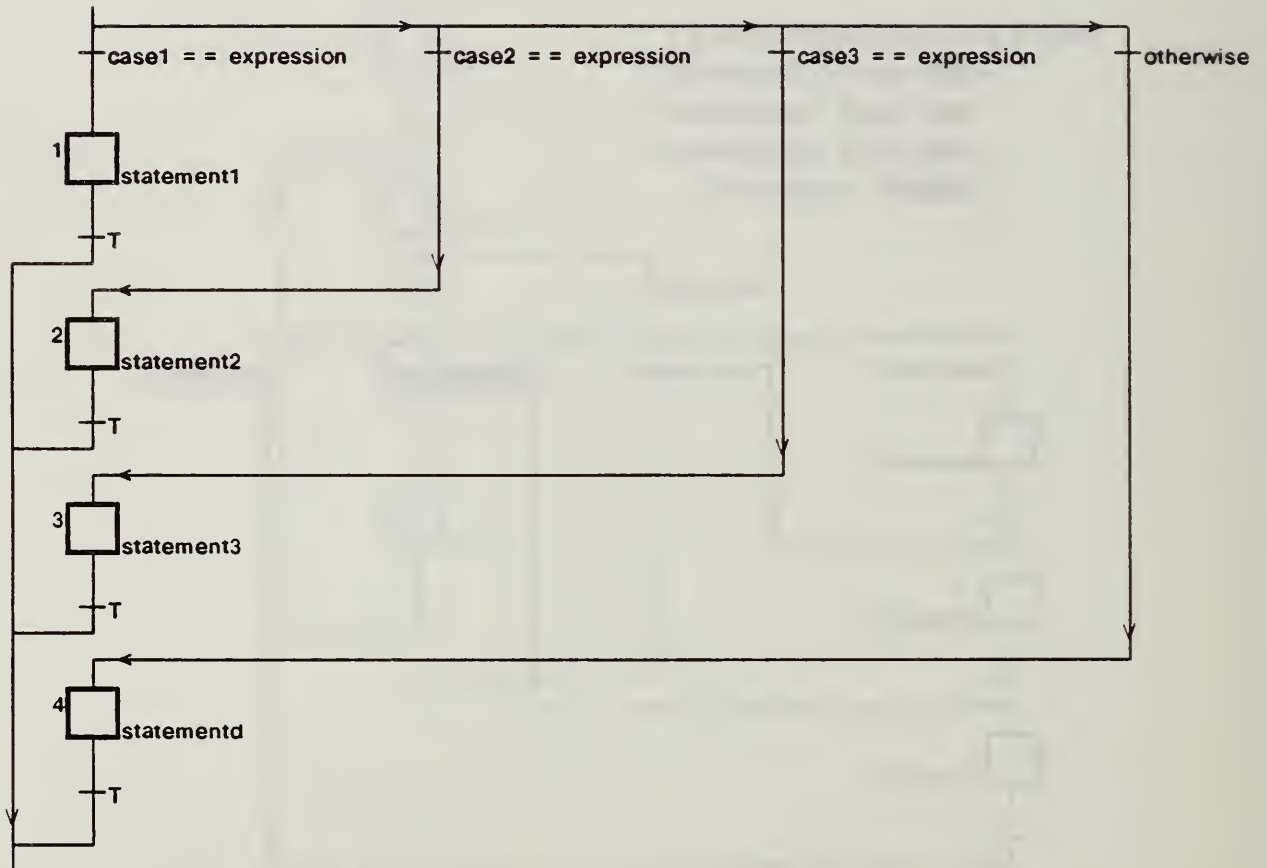 case1 = = expression
case2 = = expression
case3 = = expression
otherwise
1
statement1
T
2
statement2
T
3
statement3
T
4
statementd
T